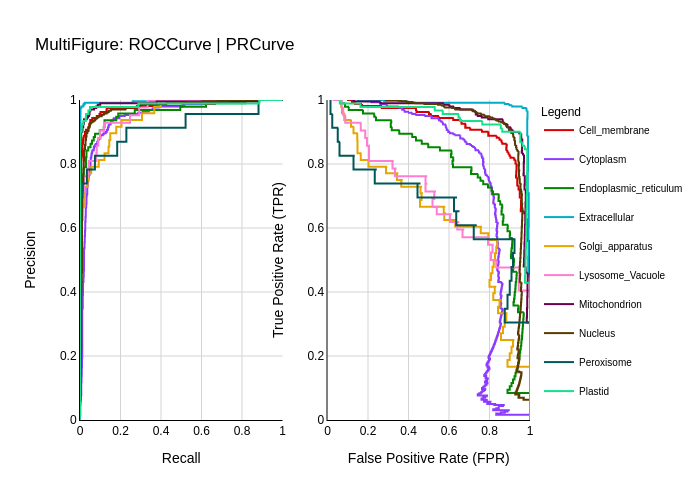 MultiFigure: ROCCurve | PRCurve
Precision
1
0.8
0.6
0.4
0.2
0
0 0.2 0.4 0.6 0.8 1
Recall
True Positive Rate (TPR)
1
0.8
0.6
0.4
0.2
0
0 0.2 0.4 0.6 0.8 1
False Positive Rate (FPR)
Legend
Cell_membrane
Cytoplasm
Endoplasmic_reticulum
Extracellular
Golgi_apparatus
Lysosome_Vacuole
Mitochondrion
Nucleus
Peroxisome
Plastid